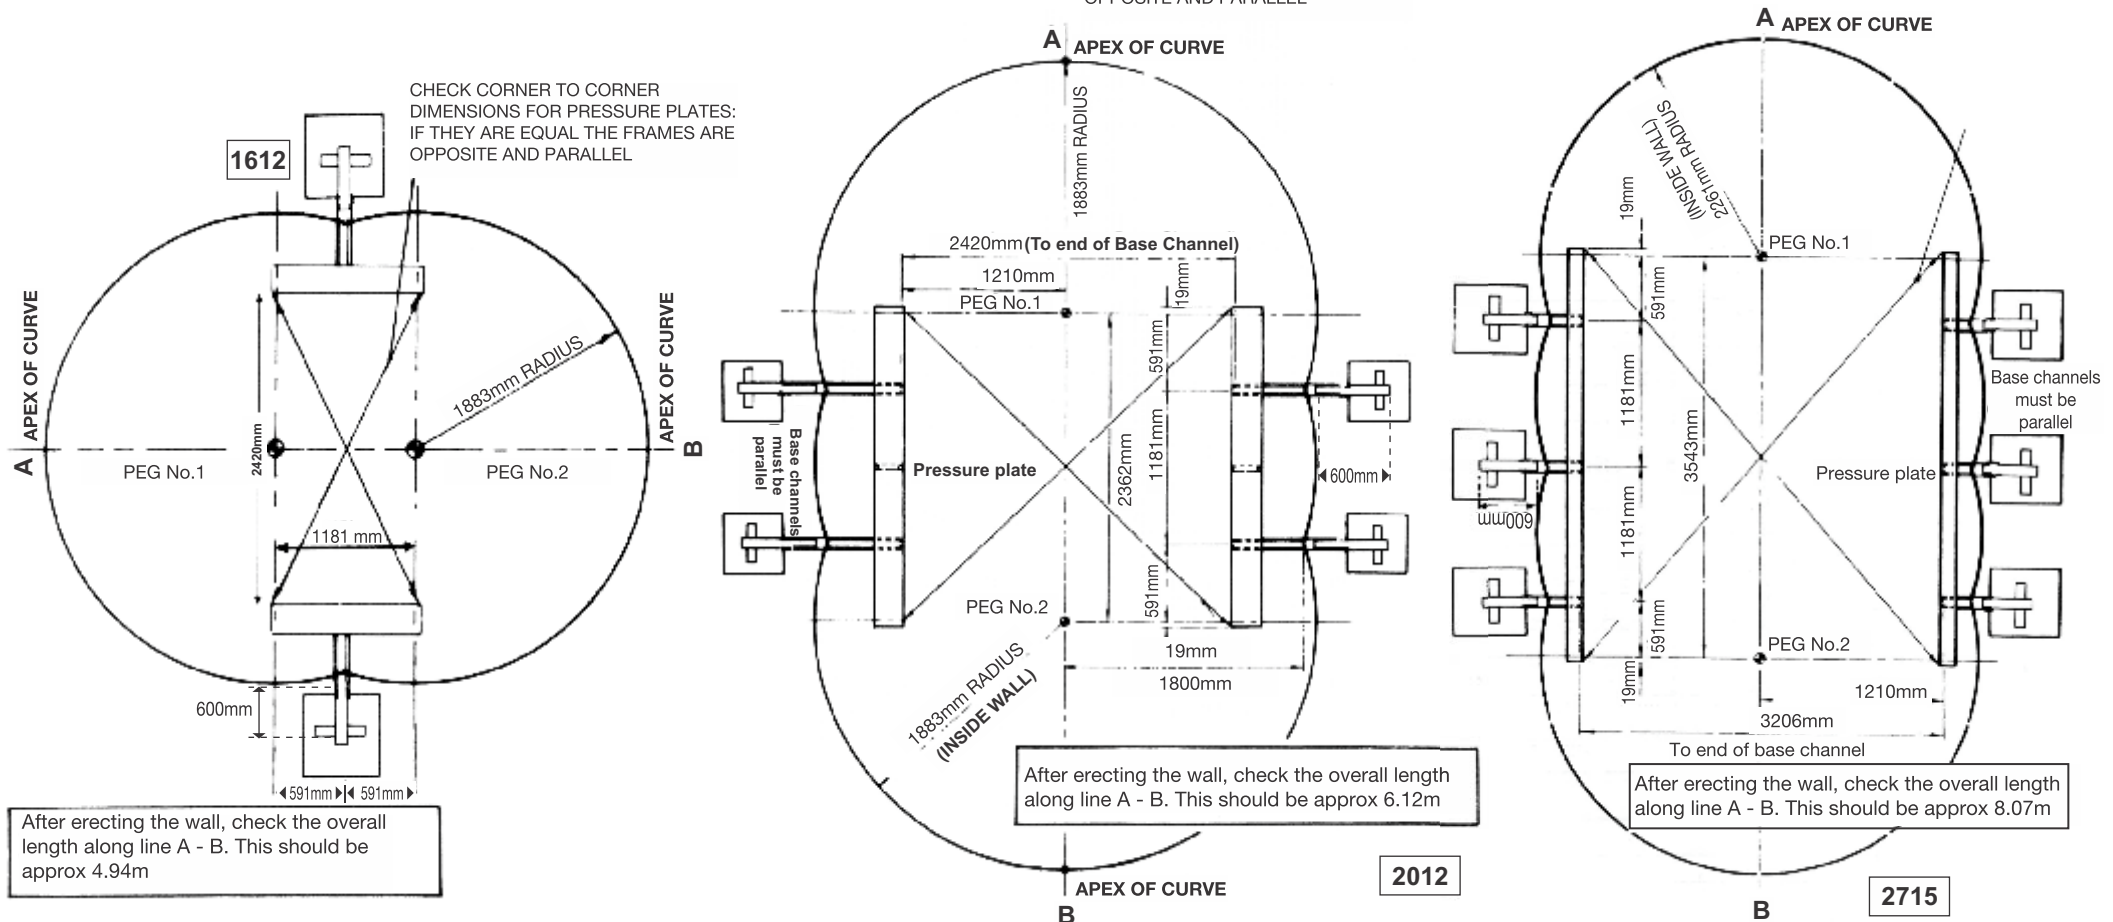 OPPOSITE AND PARALLEL
CHECK CORNER TO CORNER
DIMENSIONS FOR PRESSURE PLATES:
IF THEY ARE EQUAL THE FRAMES ARE
OPPOSITE AND PARALLEL
1612
APEX OF CURVE
A
PEG No.1
2420mm
1181 mm
1883mm RADIUS
PEG No.2
APEX OF CURVE
B
600mm
591mm
591mm
After erecting the wall, check the overall
length along line A - B. This should be
approx 4.94m
A
APEX OF CURVE
1883mm RADIUS
2420mm (To end of Base Channel)
1210mm
19mm
PEG No.1
591mm
Base channels
must be
parallel
Pressure plate
2362mm
1181mm
600mm
591mm
PEG No.2
19mm
1800mm
1883mm RADIUS
(INSIDE WALL)
After erecting the wall, check the overall length
along line A - B. This should be approx 6.12m
2012
APEX OF CURVE
B
A
APEX OF CURVE
2261mm RADIUS
(INSIDE WALL)
19mm
PEG No.1
591mm
1181mm
3543mm
Base channels
must be
parallel
Pressure plate
600mm
1181mm
591mm
PEG No.2
19mm
1210mm
3206mm
To end of base channel
After erecting the wall, check the overall length
along line A - B. This should be approx 8.07m
2715
B